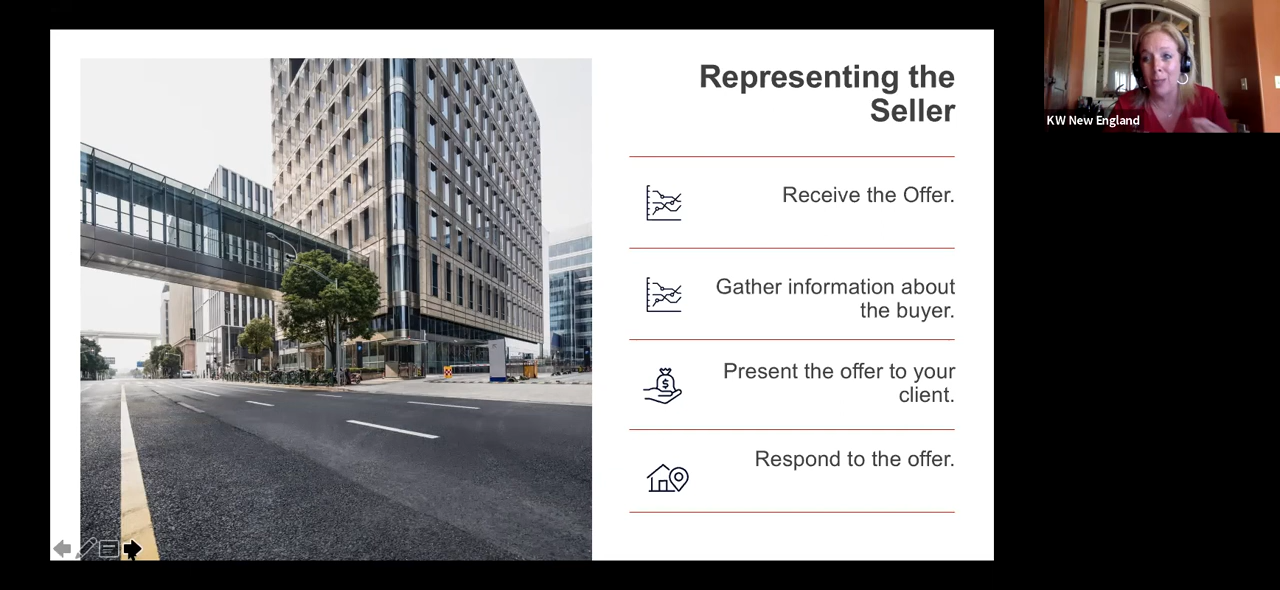 Representing the
Seller
Receive the Offer.
Gather information about
the buyer.
Present the offer to your
client.
Respond to the offer.
KW New England